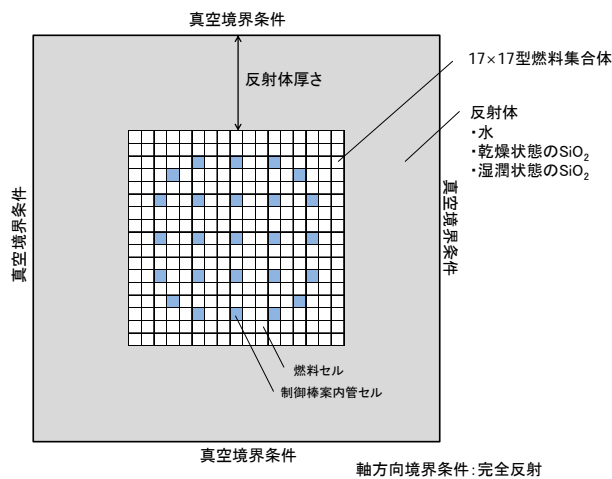 真空境界条件
反射体厚さ
17×17型燃料集合体
反射体
・水
・乾燥状態のSiO₂
・湿潤状態のSiO₂
真空境界条件
真空境界条件
燃料セル
制御棒案内管セル
真空境界条件
軸方向境界条件：完全反射